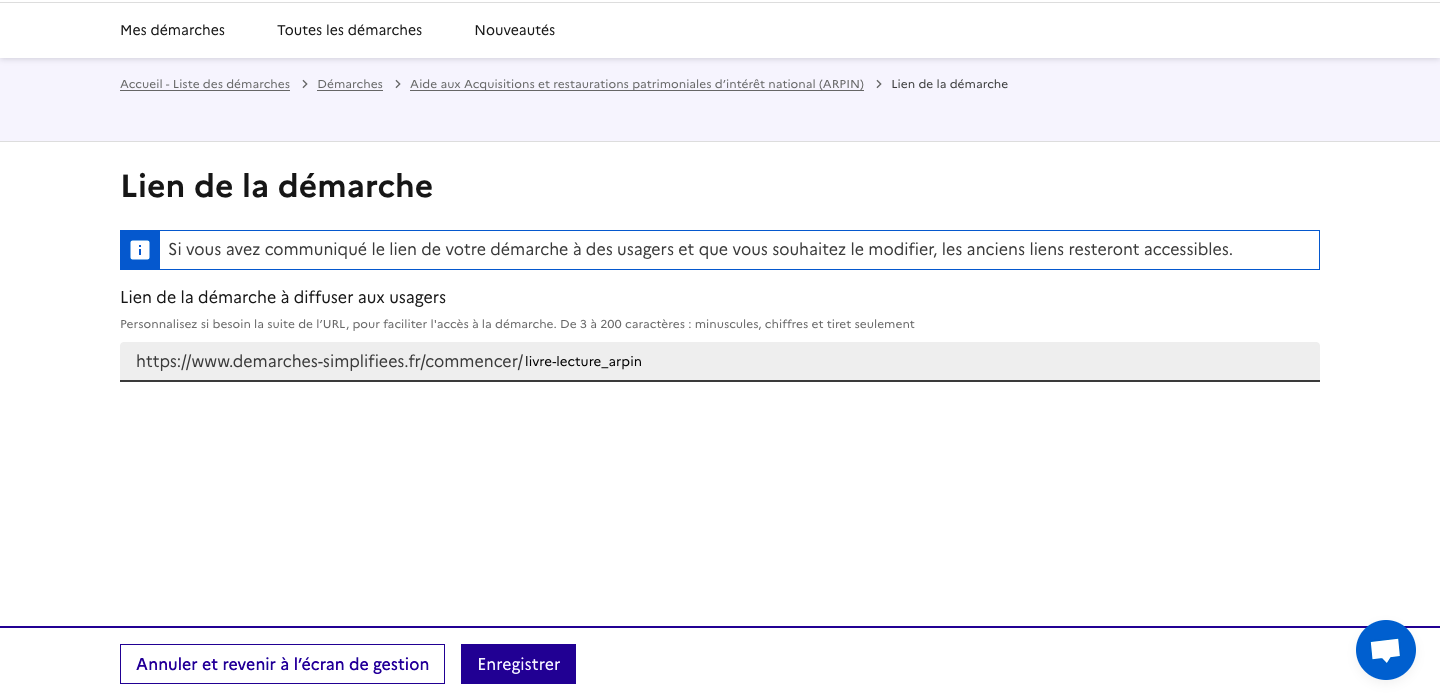 Mes démarches Toutes les démarches Nouveautés
Accueil - Liste des démarches > Démarches > Aide aux Acquisitions et restaurations patrimoniales d’intérêt national (ARPIN) > Lien de la démarche
Lien de la démarche
Si vous avez communiqué le lien de votre démarche à des usagers et que vous souhaitez le modifier, les anciens liens resteront accessibles.
Lien de la démarche à diffuser aux usagers
Personnalisez si besoin la suite de l’URL, pour faciliter l'accès à la démarche. De 3 à 200 caractères : minuscules, chiffres et tiret seulement
https://www.demarches-simplifiees.fr/commencer/livre-lecture_arpin
Annuler et revenir à l’écran de gestion Enregistrer